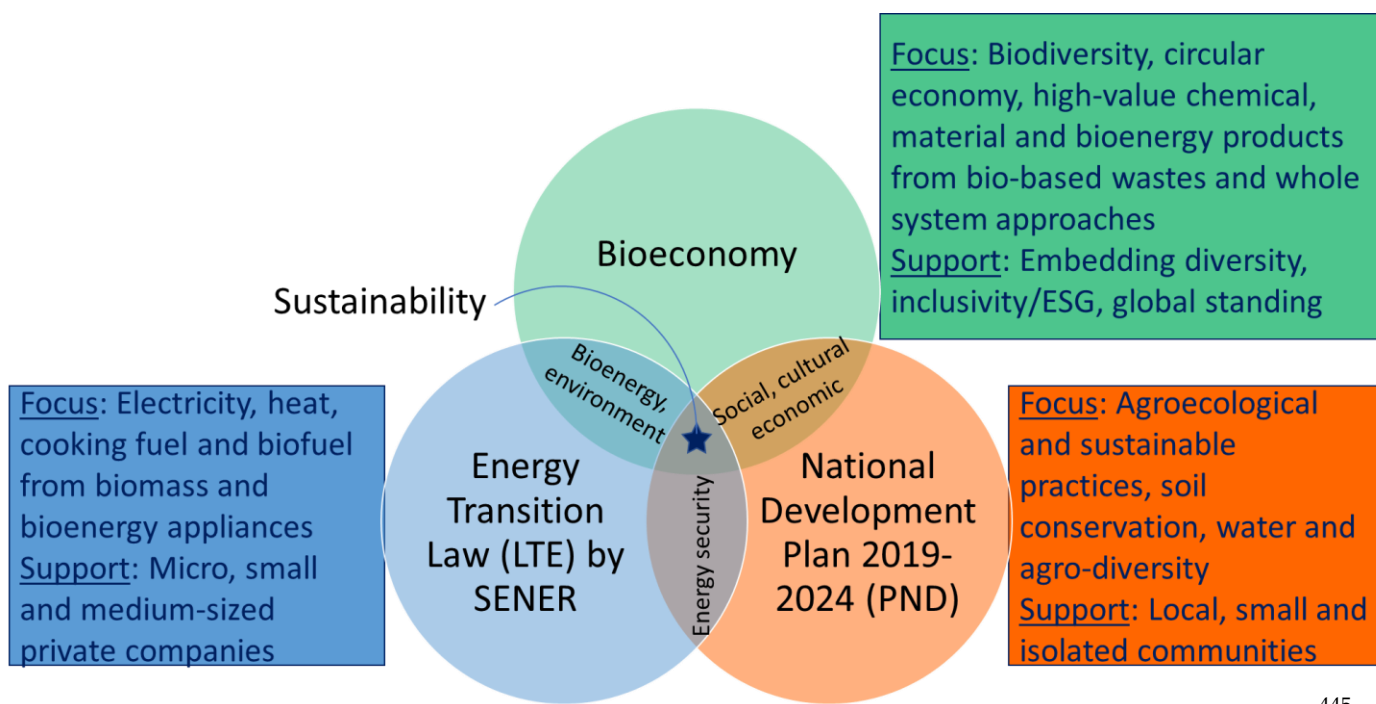 Focus: Biodiversity, circular
economy, high-value chemical,
material and bioenergy products
from bio-based wastes and whole
system approaches
Support: Embedding diversity,
inclusivity/ESG, global standing
Bioeconomy
Sustainability
Bioenergy,
environment
Social, cultural
economic
Focus: Electricity, heat,
cooking fuel and biofuel
from biomass and
bioenergy appliances
Support: Micro, small
and medium-sized
private companies
Energy
Transition
Law (LTE) by
SENER
Energy security
National
Development
Plan 2019-
2024 (PND)
Focus: Agroecological
and sustainable
practices, soil
conservation, water and
agro-diversity
Support: Local, small and
isolated communities
445